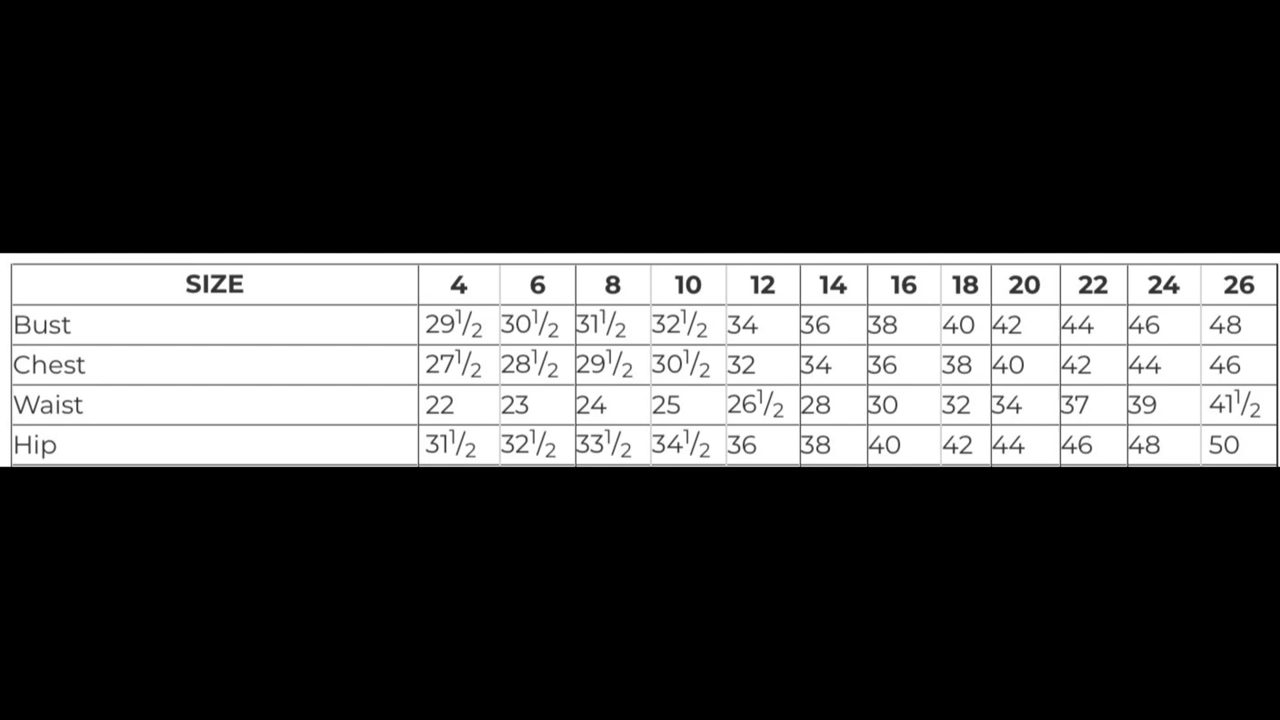 SIZE 4 6 8 10 12 14 16 18 20 22 24 26
Bust 29¹/₂ 30¹/₂ 31¹/₂ 32¹/₂ 34 36 38 40 42 44 46 48
Chest 27¹/₂ 28¹/₂ 29¹/₂ 30¹/₂ 32 34 36 38 40 42 44 46
Waist 22 23 24 25 26¹/₂ 28 30 32 34 37 39 41¹/₂
Hip 31¹/₂ 32¹/₂ 33¹/₂ 34¹/₂ 36 38 40 42 44 46 48 50